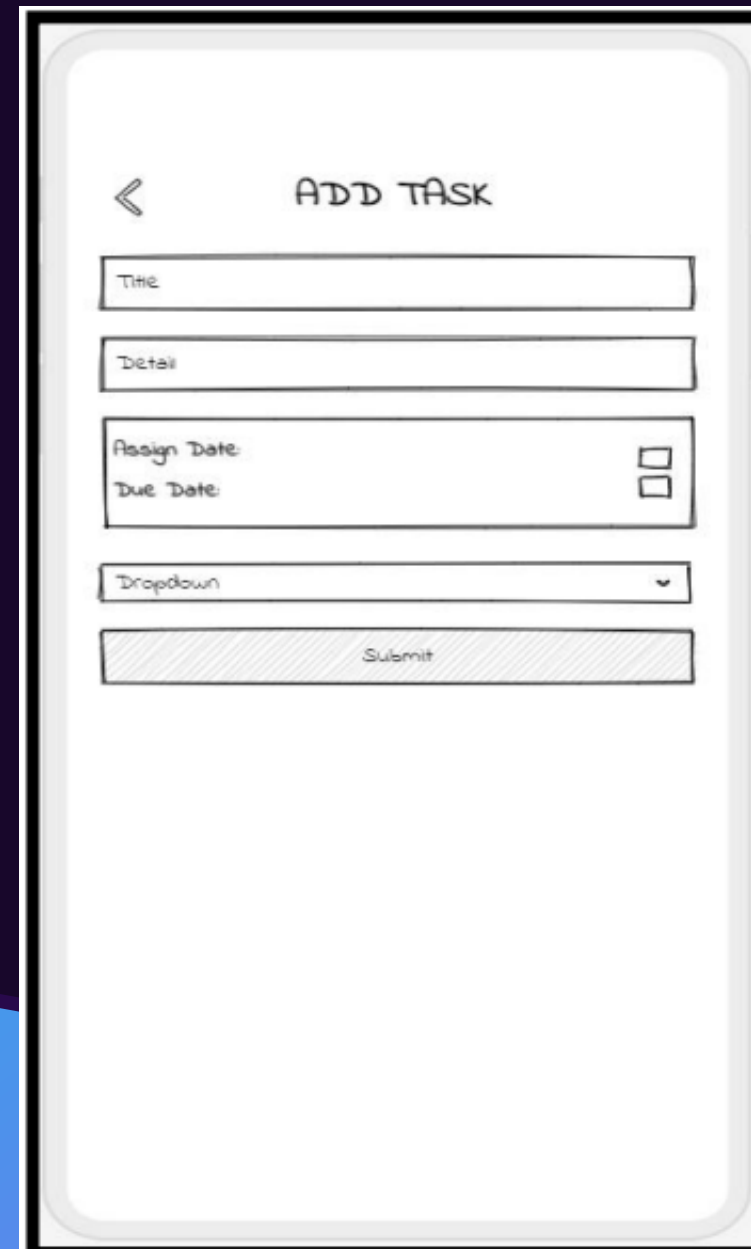 ADD TASK
Title
Detail
Assign Date:
Due Date:
Dropdown
Submit